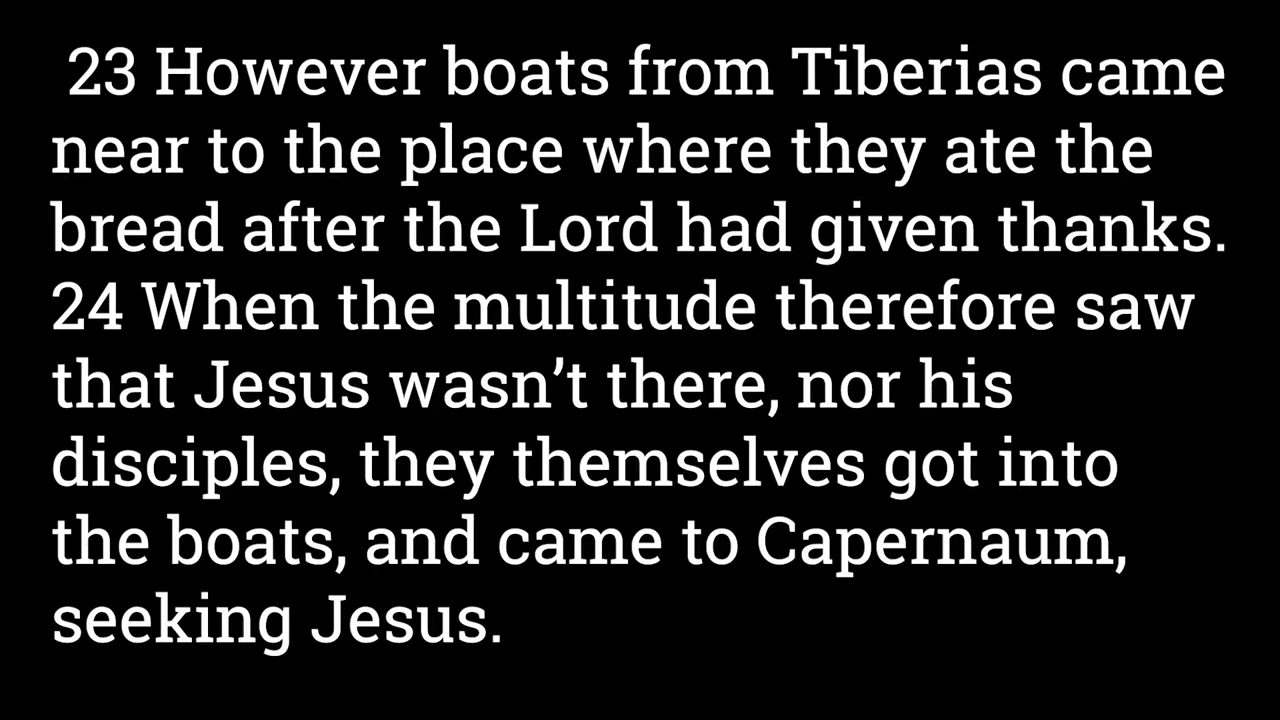 23 However boats from Tiberias came
near to the place where they ate the
bread after the Lord had given thanks.
24 When the multitude therefore saw
that Jesus wasn’t there, nor his
disciples, they themselves got into
the boats, and came to Capernaum,
seeking Jesus.